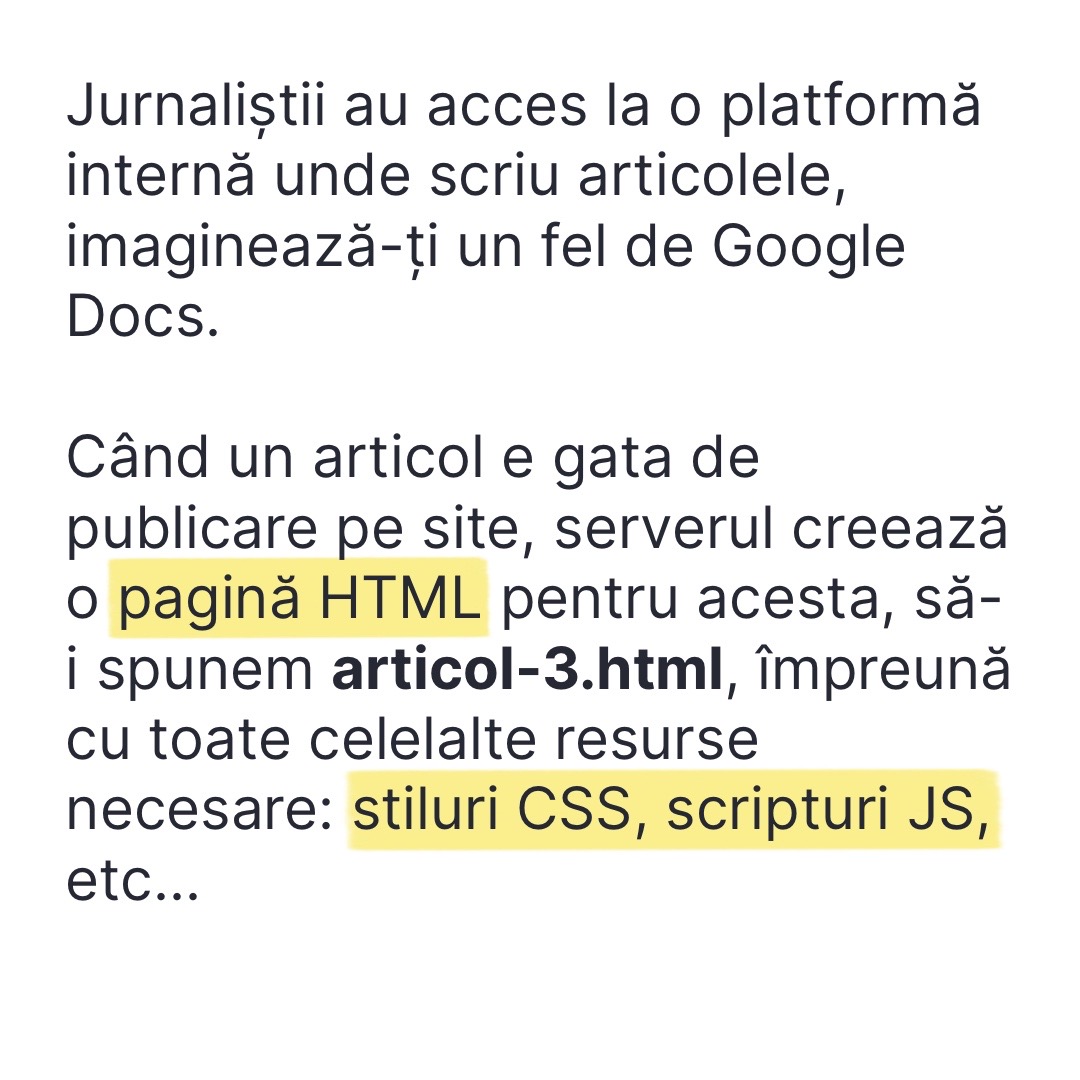 Jurnaliștii au acces la o platformă
internă unde scriu articolele,
imaginează-ți un fel de Google
Docs.
Când un articol e gata de
publicare pe site, serverul creează
o pagină HTML pentru acesta, să-
i spunem articol-3.html, împreună
cu toate celelalte resurse
necesare: stiluri CSS, scripturi JS,
etc...